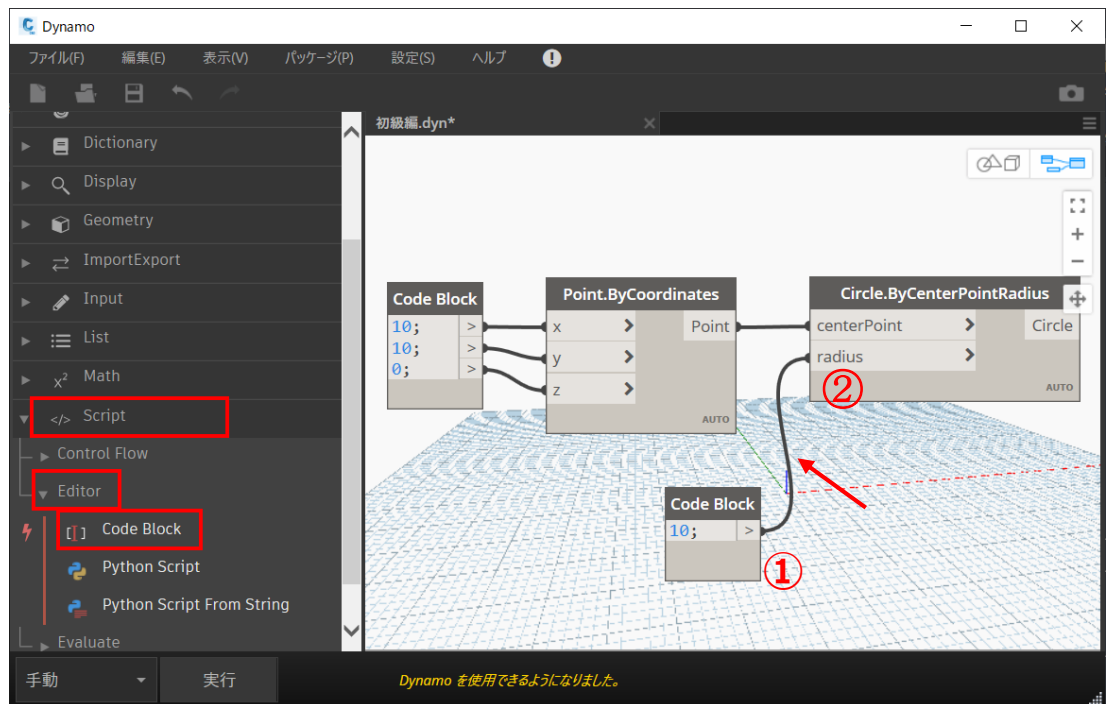 Dynamo
ファイル(F) 編集(E) 表示(V) パッケージ(P) 設定(S) ヘルプ
初級編.dyn*
Dictionary
Display
Geometry
ImportExport
Input
List
Math
Script
Control Flow
Editor
Code Block
Python Script
Python Script From String
Evaluate
Code Block
10; >
10; >
0; >
Point.ByCoordinates
x > Point
y >
z >
AUTO
Circle.ByCenterPointRadius
centerPoint > Circle
radius >
② AUTO
Code Block
10; >
①
手動 実行 Dynamo を使用できるようになりました。